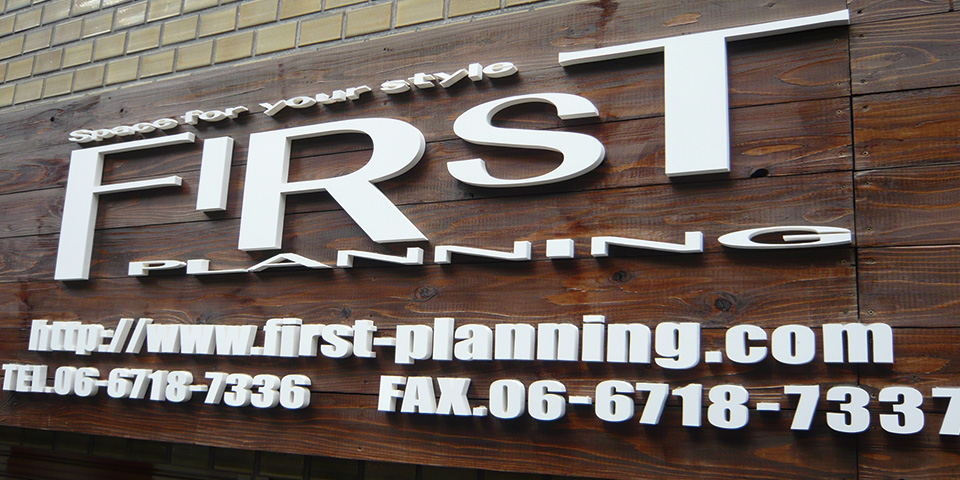 Space for your style
FIRST
PLANNING
http://www.first-planning.com
TEL.06-6718-7336 FAX.06-6718-7337